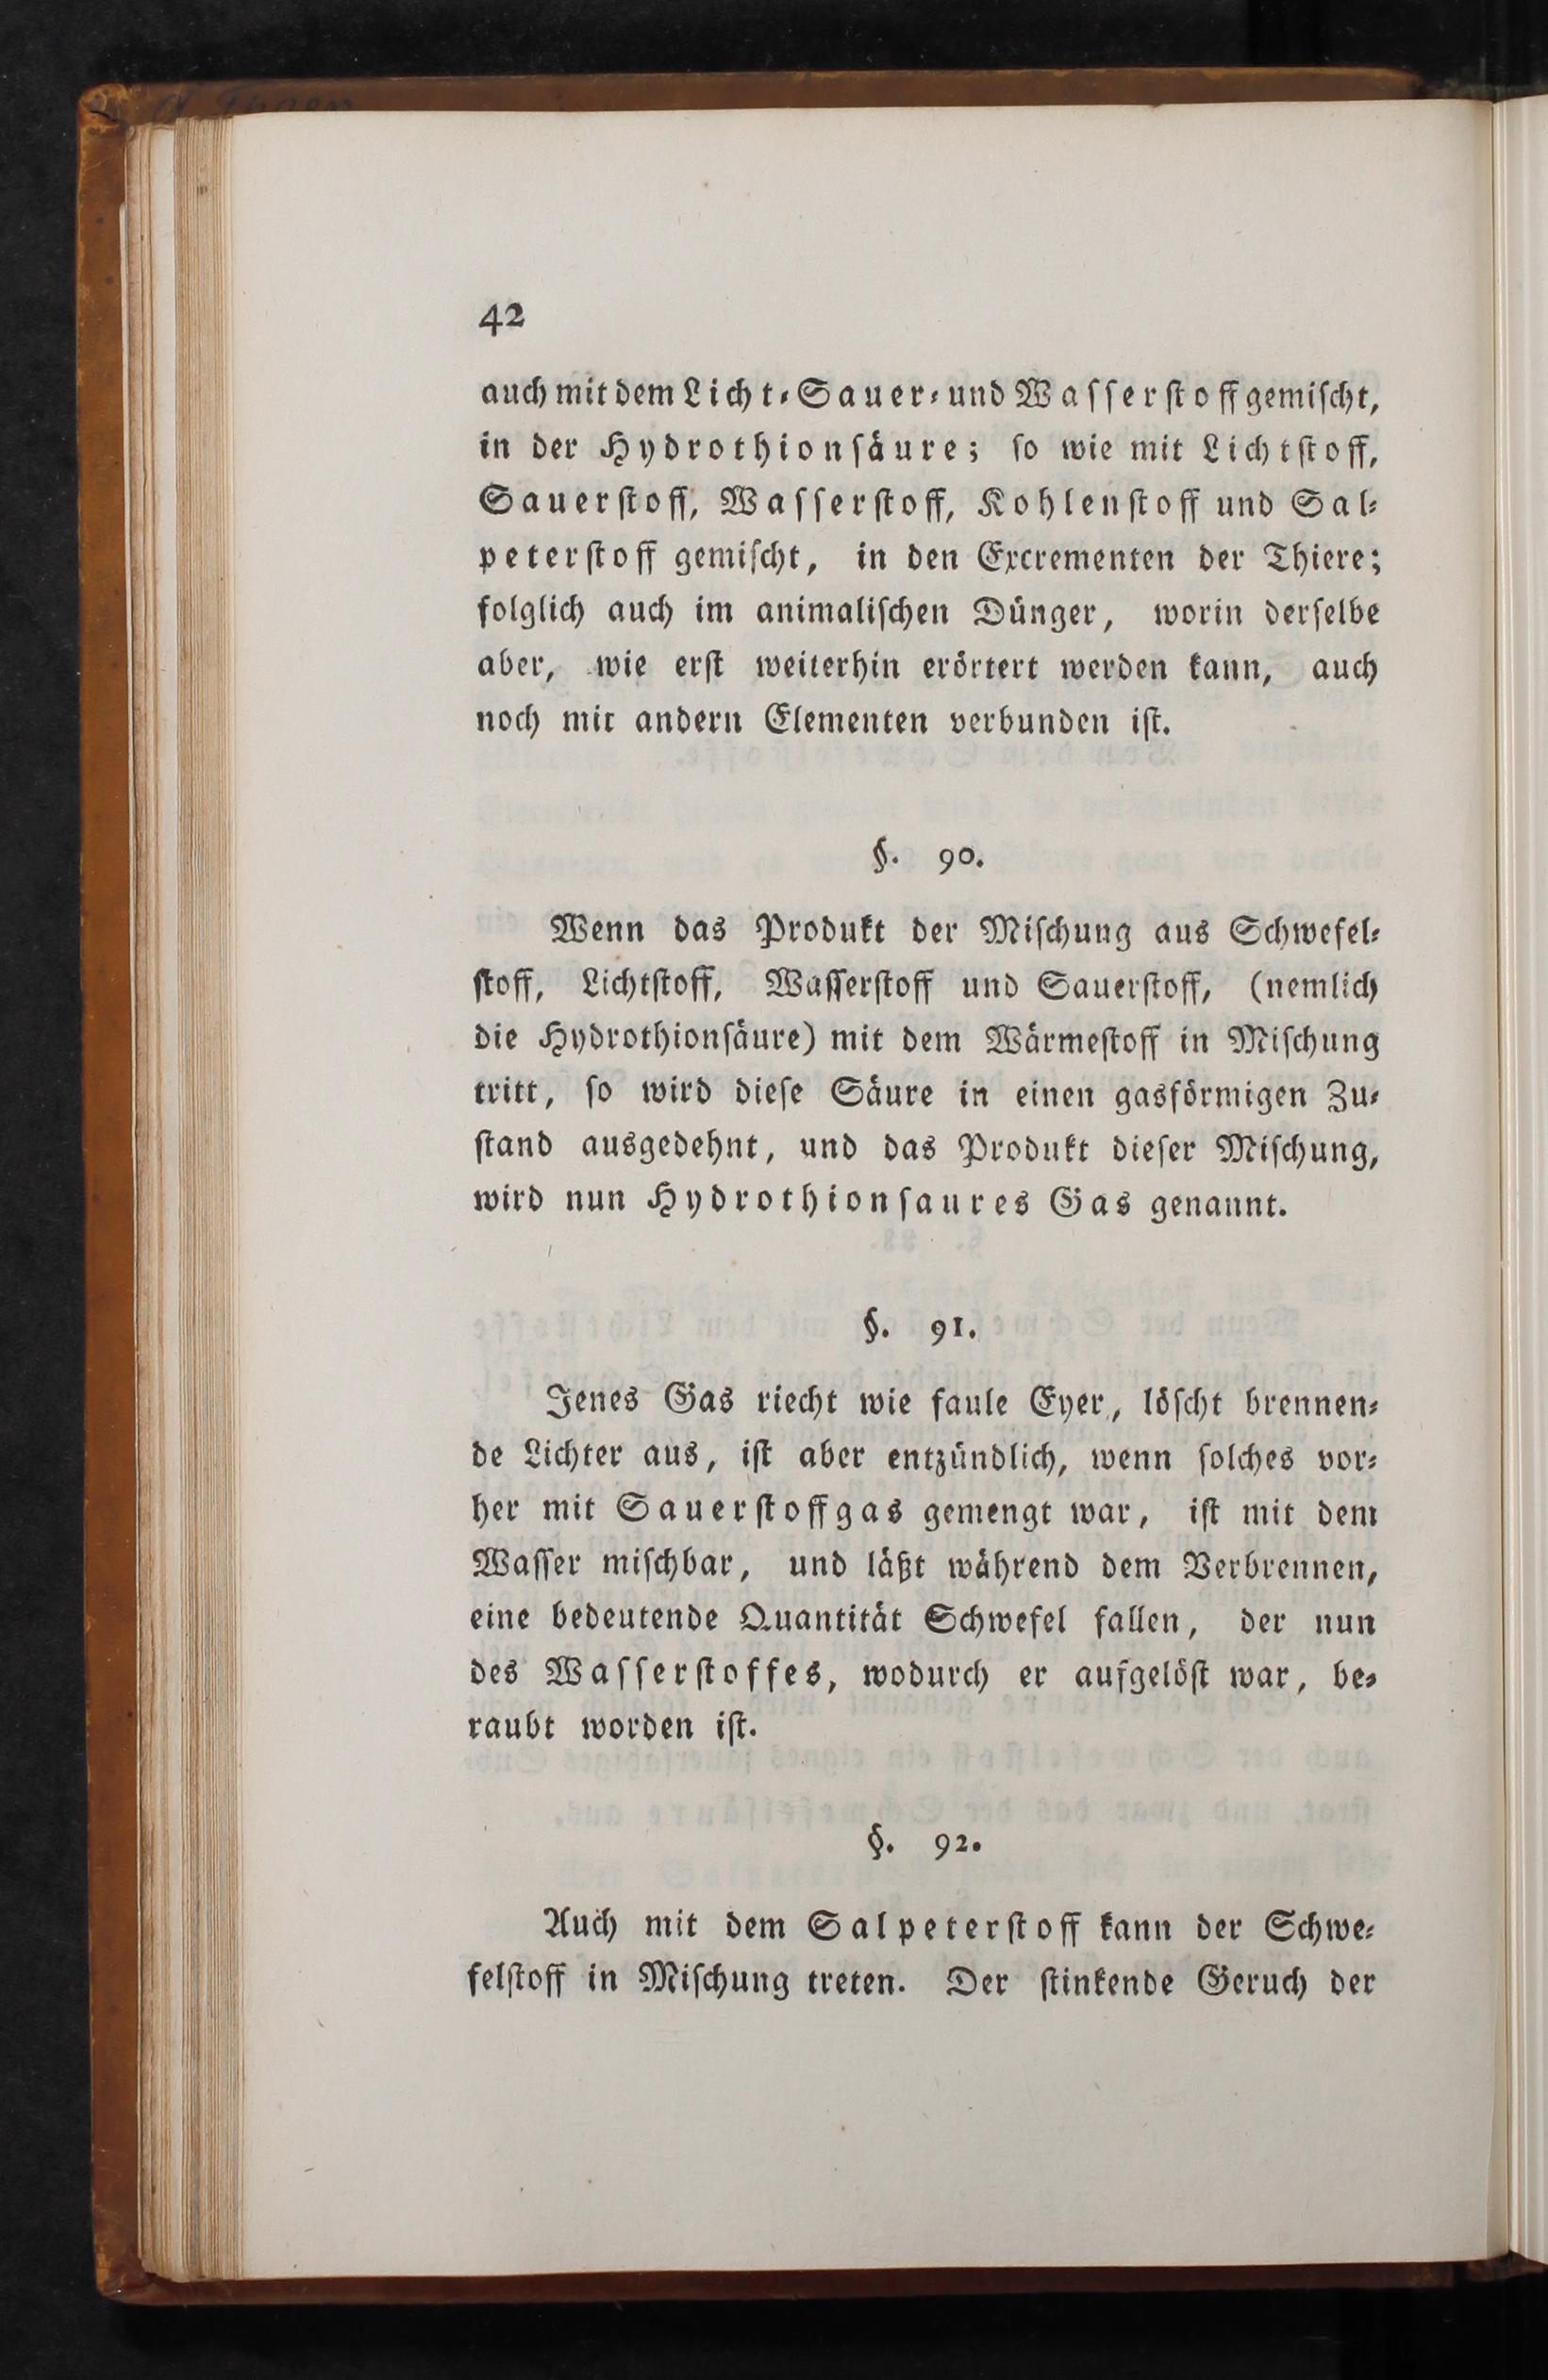 42
auch mit dem Licht-Sauer-und Wasserstoff gemischt,
in der Hydrothionsäure; so wie mit Lichtstoff,
Sauerstoff, Wasserstoff, Kohlenstoff und Sal-
peterstoff gemischt, in den Excrementen der Thiere;
folglich auch im animalischen Dünger, worin derselbe
aber, wie erst weiterhin erörtert werden kann, auch
noch mit andern Elementen verbunden ist.
§. 90.
Wenn das Produkt der Mischung aus Schwefel-
stoff, Lichtstoff, Wasserstoff und Sauerstoff, (nemlich
die Hydrothionsäure) mit dem Wärmestoff in Mischung
tritt, so wird diese Säure in einen gasförmigen Zu-
stand ausgedehnt, und das Produkt dieser Mischung,
wird nun Hydrothionsaures Gas genannt.
§. 91.
Jenes Gas riecht wie faule Eyer, löscht brennen-
de Lichter aus, ist aber entzündlich, wenn solches vor-
her mit Sauerstoffgas gemengt war, ist mit dem
Wasser mischbar, und läßt während dem Verbrennen,
eine bedeutende Quantität Schwefel fallen, der nun
des Wasserstoffes, wodurch er aufgelöst war, be-
raubt worden ist.
§. 92.
Auch mit dem Salpeterstoff kann der Schwe-
felstoff in Mischung treten. Der stinkende Geruch der